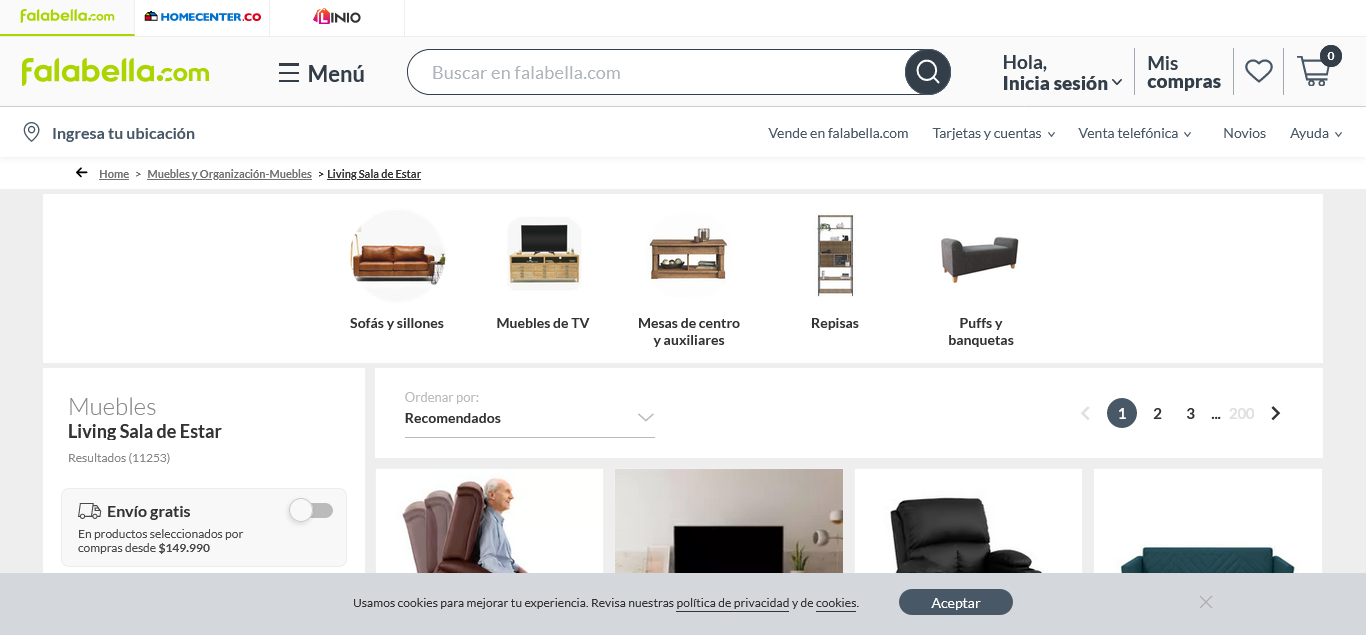 falabella.com
HOMECENTER.CO
LINIO
falabella.com
Menú
Buscar en falabella.com
Hola,
Inicia sesión
Mis
compras
0
Ingresa tu ubicación
Vende en falabella.com
Tarjetas y cuentas
Venta telefónica
Novios
Ayuda
Home > Muebles y Organización-Muebles > Living Sala de Estar
Sofás y sillones
Muebles de TV
Mesas de centro
y auxiliares
Repisas
Puffs y
banquetas
Muebles
Living Sala de Estar
Resultados (11253)
Envío gratis
En productos seleccionados por
compras desde $149.990
Ordenar por:
Recomendados
1 2 3 ... 200
Usamos cookies para mejorar tu experiencia. Revisa nuestras política de privacidad y de cookies.
Aceptar